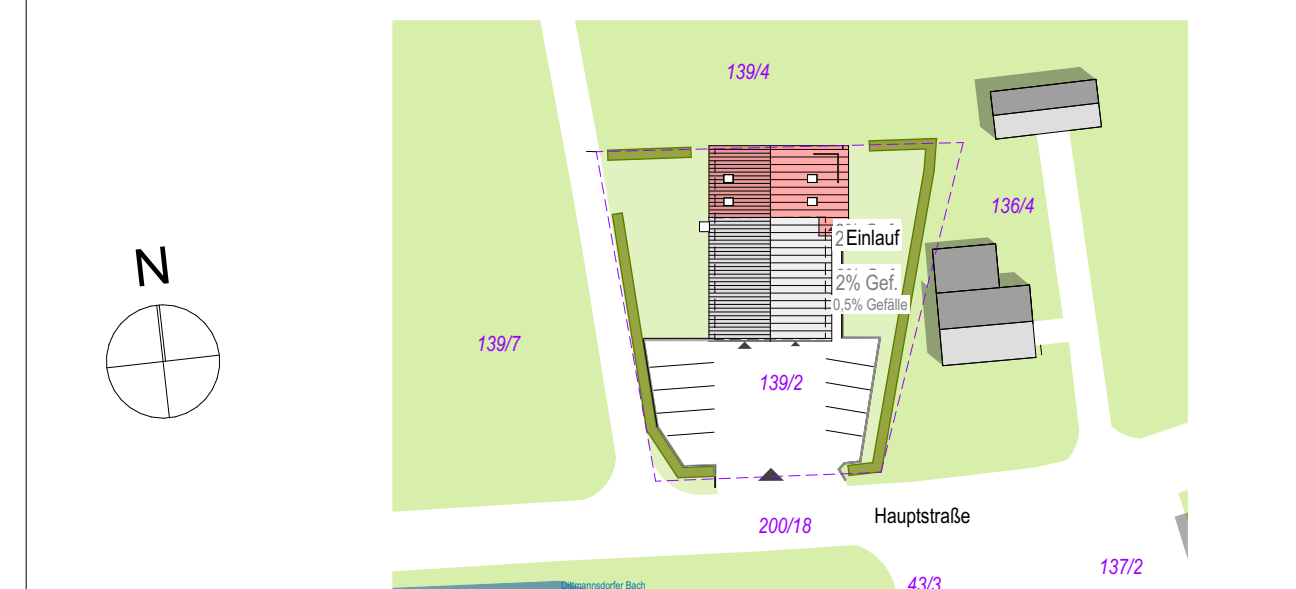 139/4
136/4
N
Einlauf
2% Gef.
0,5% Gefälle
139/7
139/2
Hauptstraße
200/18
137/2
Dittmannsdorfer Bach
43/3